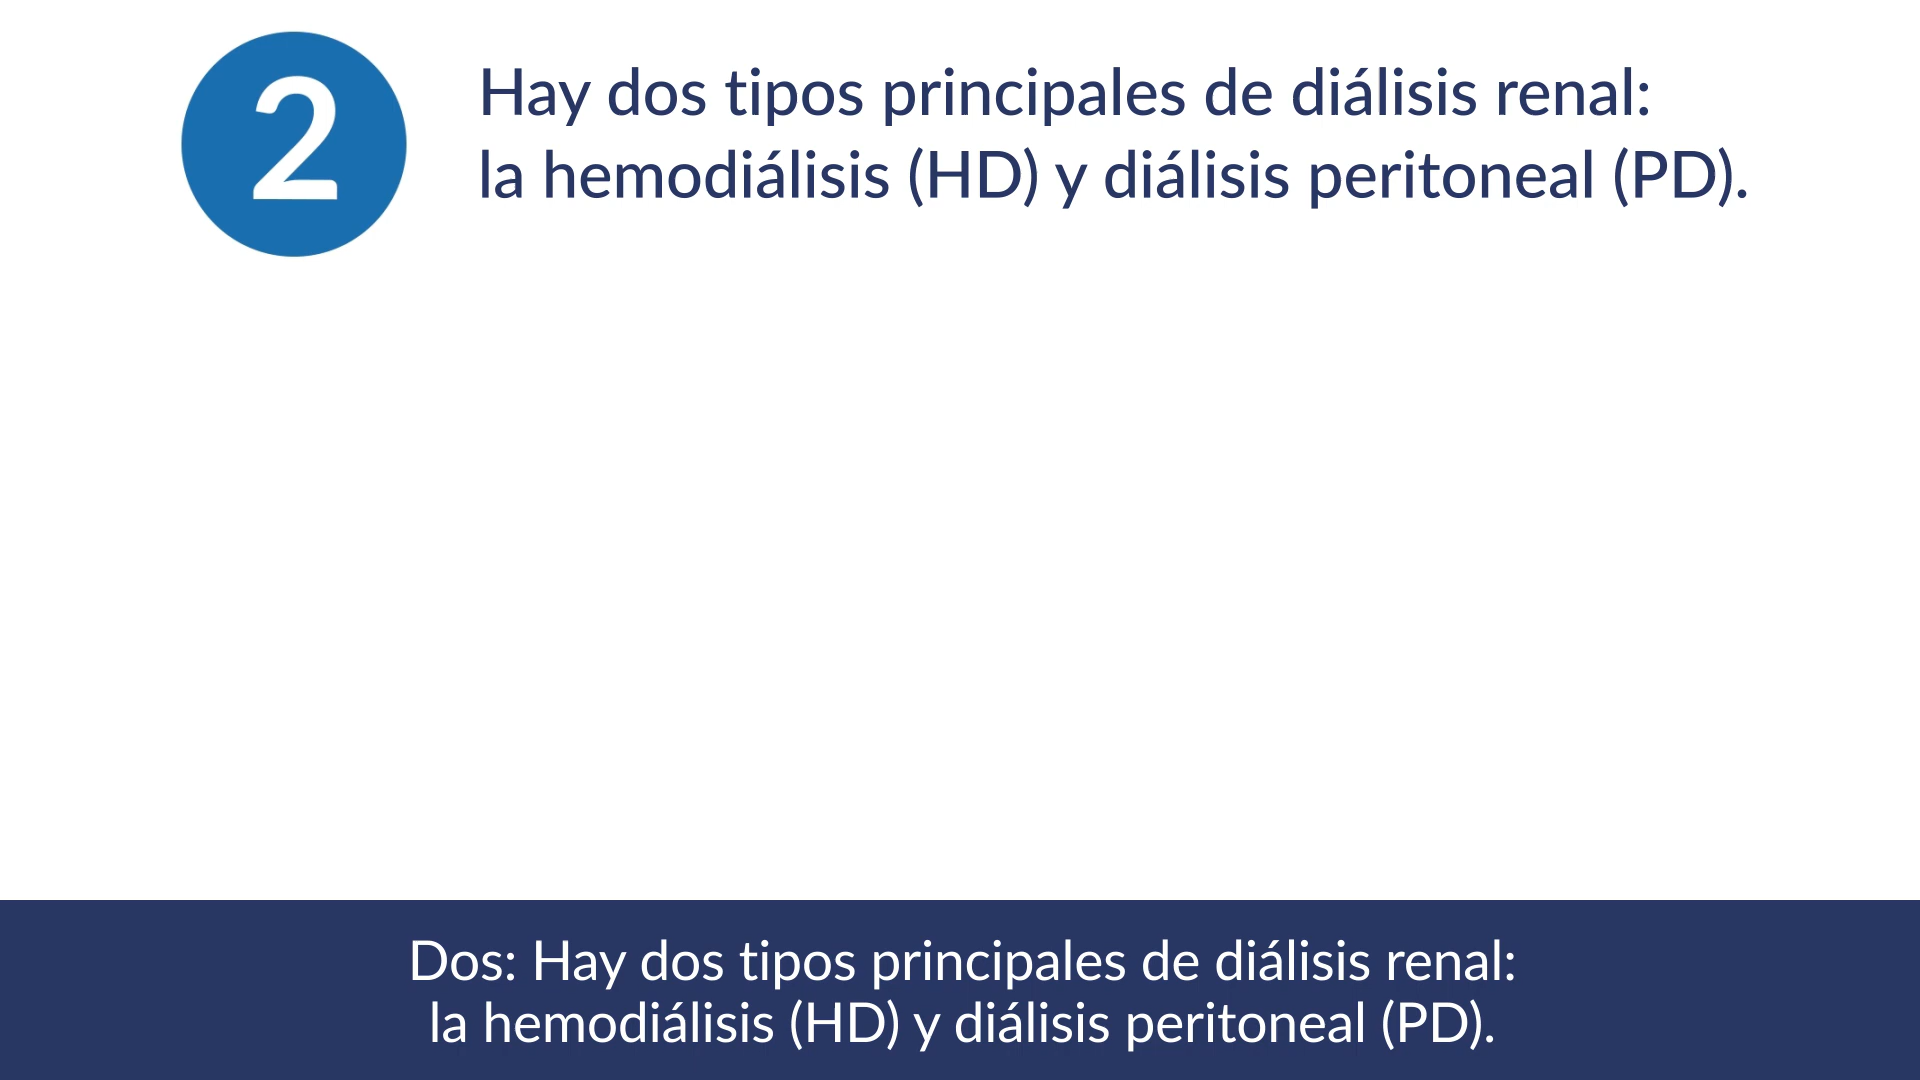 2
Hay dos tipos principales de diálisis renal:
la hemodiálisis (HD) y diálisis peritoneal (PD).
Dos: Hay dos tipos principales de diálisis renal:
la hemodiálisis (HD) y diálisis peritoneal (PD).